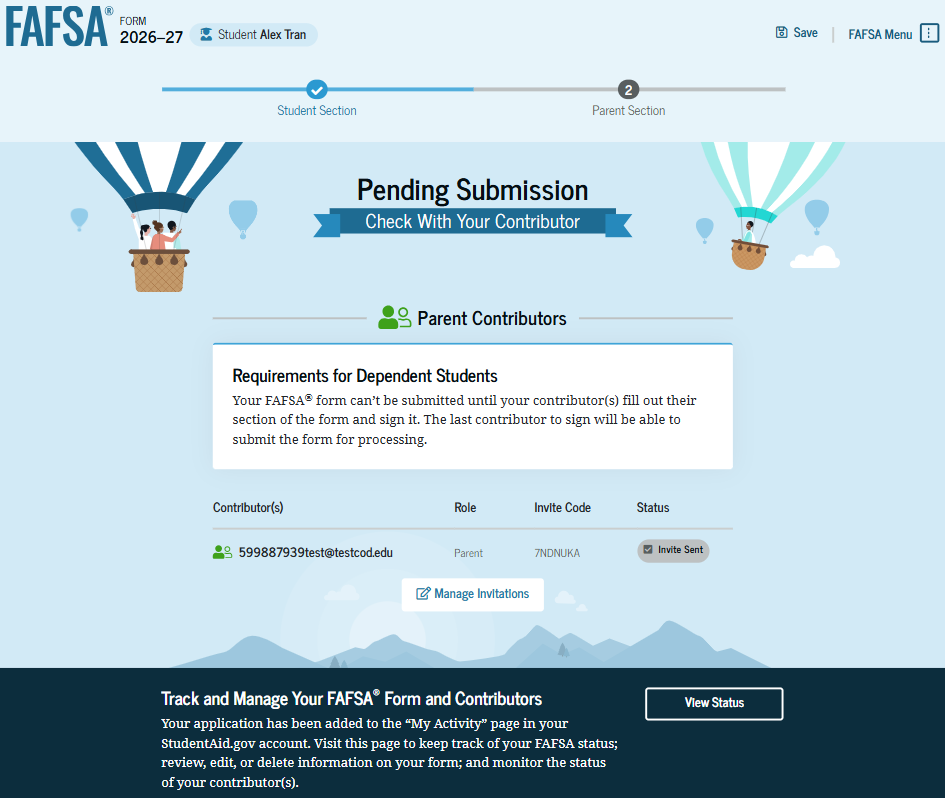 FAFSA®
FORM
2026–27
Student Alex Tran
Save
FAFSA Menu
2
Student Section
Parent Section
Pending Submission
Check With Your Contributor
Parent Contributors
Requirements for Dependent Students
Your FAFSA® form can’t be submitted until your contributor(s) fill out their
section of the form and sign it. The last contributor to sign will be able to
submit the form for processing.
Contributor(s) Role Invite Code Status
599887939test@testcod.edu Parent 7NDNUKA Invite Sent
Manage Invitations
Track and Manage Your FAFSA® Form and Contributors
View Status
Your application has been added to the “My Activity” page in your
StudentAid.gov account. Visit this page to keep track of your FAFSA status;
review, edit, or delete information on your form; and monitor the status
of your contributor(s).